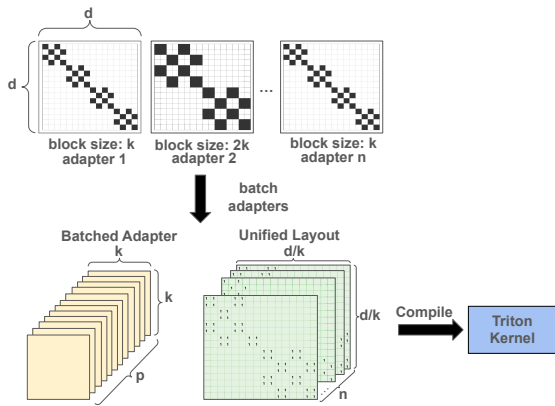 d
d
block size: k
adapter 1
block size: 2k
adapter 2
...
block size: k
adapter n
batch
adapters
Batched Adapter
k
k
p
Unified Layout
d/k
d/k
n
Compile
Triton
Kernel